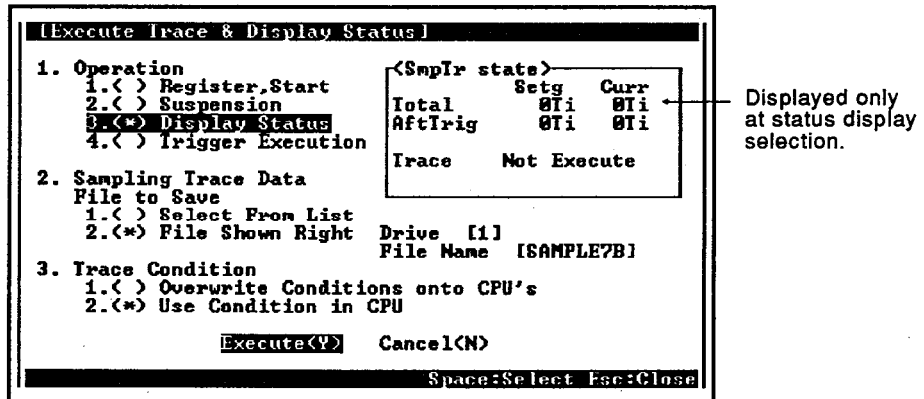 [Execute Trace & Display Status]
1. Operation
1.( ) Register,Start
2.( ) Suspension
3.(*) Display Status
4.( ) Trigger Execution
<SmpTr state>
Setg Curr
Total 0Ti 0Ti
AftTrig 0Ti 0Ti
Trace Not Execute
Displayed only
at status display
selection.
2. Sampling Trace Data
File to Save
1.( ) Select From List
2.(*) File Shown Right Drive [1]
File Name [SAMPLE7B]
3. Trace Condition
1.( ) Overwrite Conditions onto CPU's
2.(*) Use Condition in CPU
Execute(Y) Cancel(N)
Space:Select Esc:Close